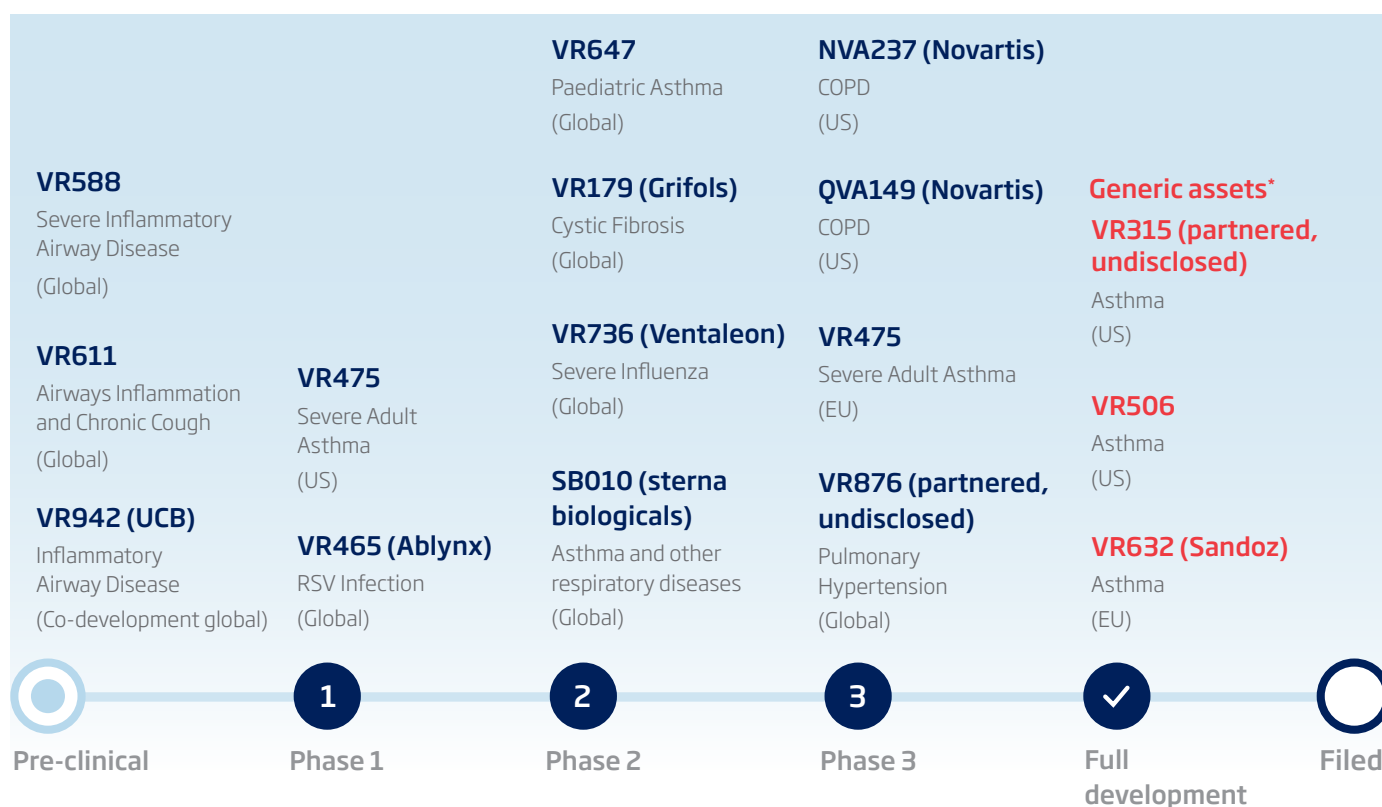 VR588
Severe Inflammatory
Airway Disease
(Global)
VR611
Airways Inflammation
and Chronic Cough
(Global)
VR942 (UCB)
Inflammatory
Airway Disease
(Co-development global)
VR475
Severe Adult
Asthma
(US)
VR465 (Ablynx)
RSV Infection
(Global)
VR647
Paediatric Asthma
(Global)
VR179 (Grifols)
Cystic Fibrosis
(Global)
VR736 (Ventaleon)
Severe Influenza
(Global)
SB010 (sterna
biologicals)
Asthma and other
respiratory diseases
(Global)
NVA237 (Novartis)
COPD
(US)
QVA149 (Novartis)
COPD
(US)
VR475
Severe Adult Asthma
(EU)
VR876 (partnered,
undisclosed)
Pulmonary
Hypertension
(Global)
Generic assets*
VR315 (partnered,
undisclosed)
Asthma
(US)
VR506
Asthma
(US)
VR632 (Sandoz)
Asthma
(EU)
1
2
3
Pre-clinical
Phase 1
Phase 2
Phase 3
Full
development
Filed